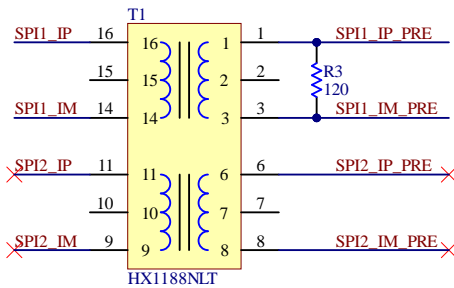 T1
SPI1_IP 16 16 1 1 SPI1_IP_PRE
15 15 2 2
R3
120
SPI1_IM 14 14 3 3 SPI1_IM_PRE
SPI2_IP 11 11 6 6 SPI2_IP_PRE
10 10 7 7
SPI2_IM 9 9 8 8 SPI2_IM_PRE
HX1188NLT